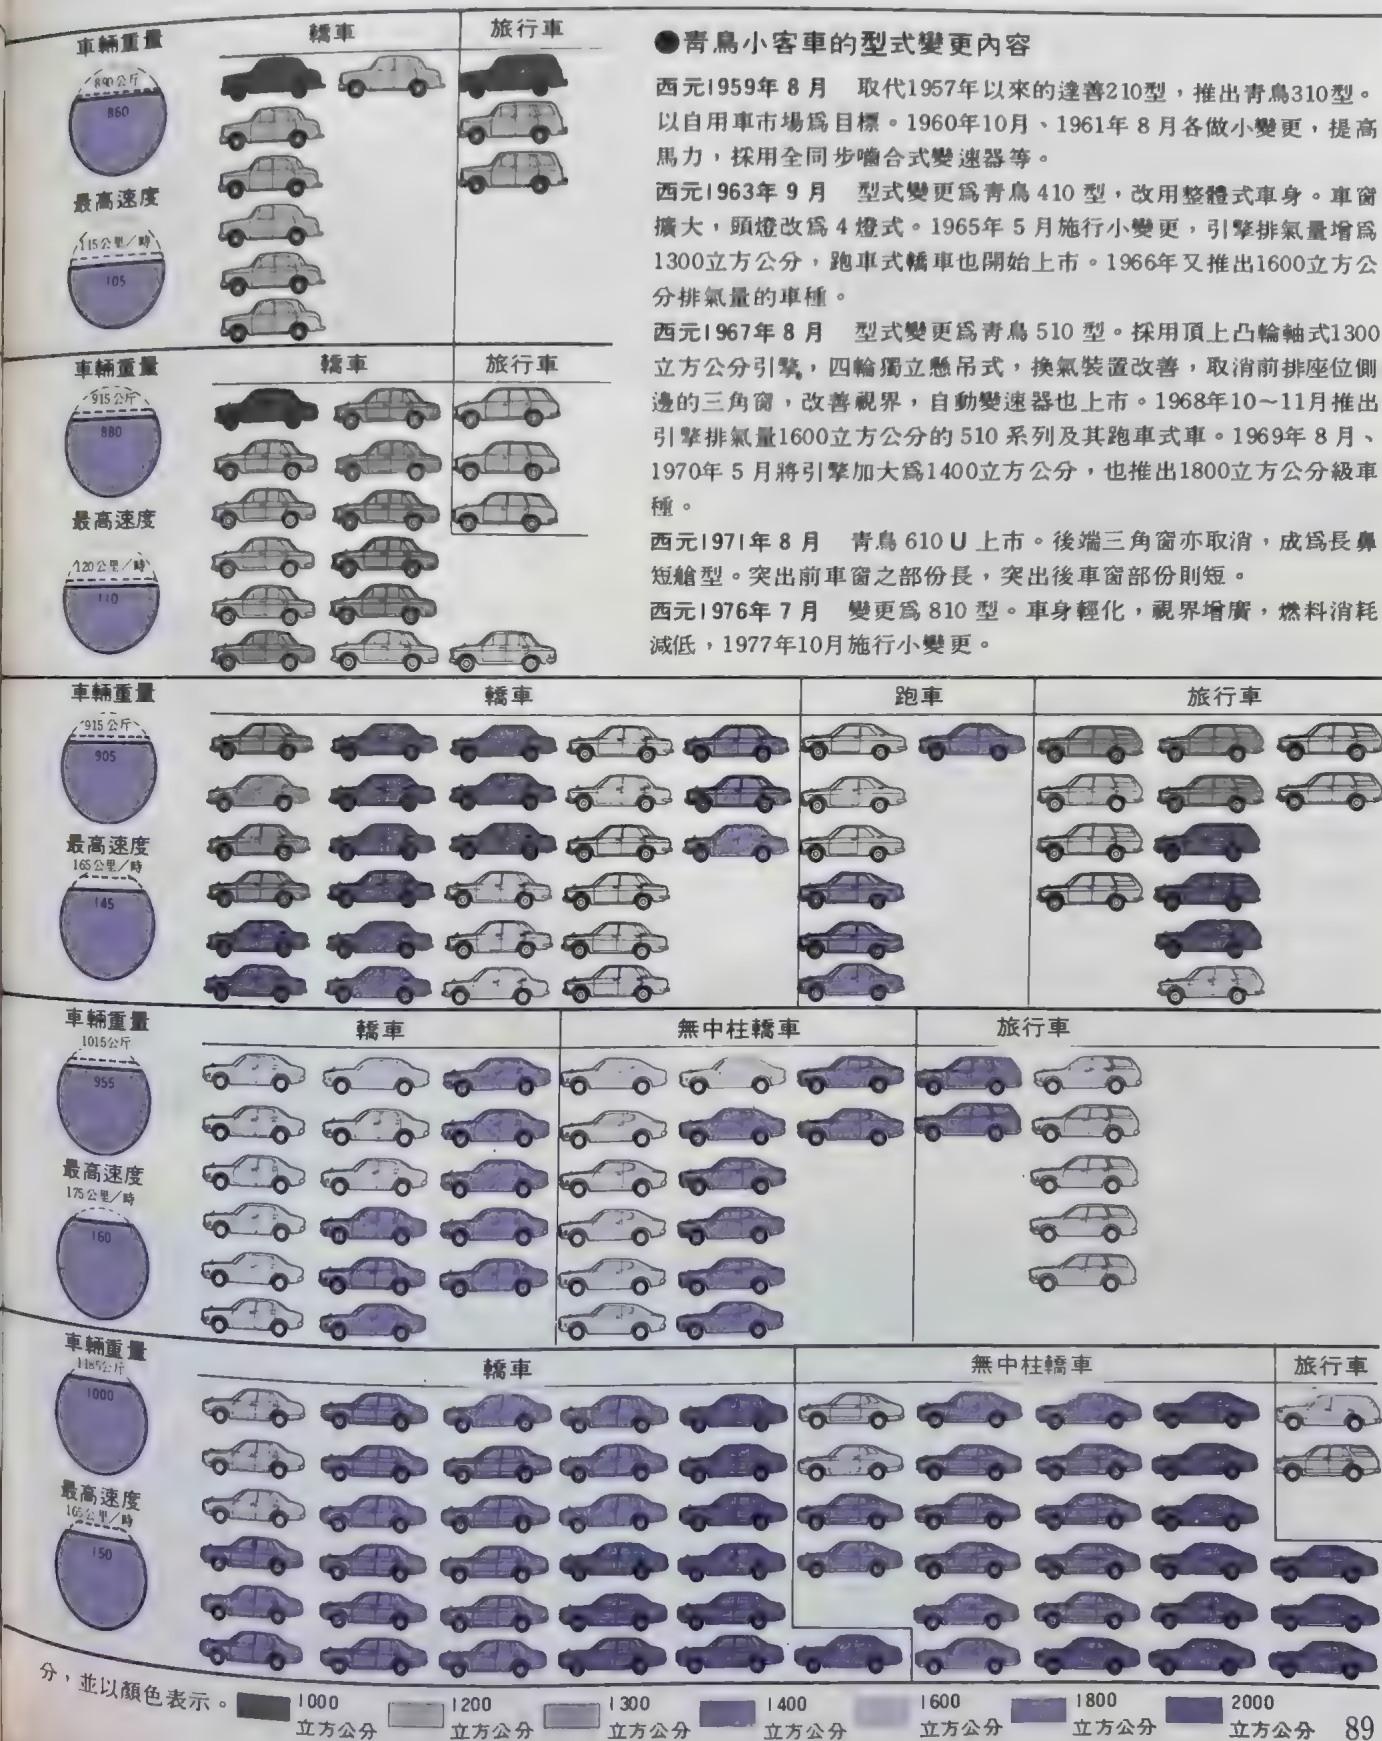 車輛重量
轎車
旅行車
890公斤
860
最高速度
115公里/時
105
●青鳥小客車的型式變更內容
西元1959年8月 取代1957年以來的達善210型，推出青鳥310型。
以自用車市場爲目標。1960年10月、1961年8月各做小變更，提高
馬力，採用全同步嚙合式變速器等。
西元1963年9月 型式變更爲青鳥410型，改用整體式車身。車窗
擴大，頭燈改爲4燈式。1965年5月施行小變更，引擎排氣量增爲
1300立方公分，跑車式轎車也開始上市。1966年又推出1600立方公
分排氣量的車種。
西元1967年8月 型式變更爲青鳥510型。採用頂上凸輪軸式1300
立方公分引擎，四輪獨立懸吊式，換氣裝置改善，取消前排座位側
邊的三角窗，改善視界，自動變速器也上市。1968年10~11月推出
引擎排氣量1600立方公分的510系列及其跑車式車。1969年8月、
1970年5月將引擎加大爲1400立方公分，也推出1800立方公分級車
種。
西元1971年8月 青鳥610U上市。後端三角窗亦取消，成爲長鼻
短艙型。突出前車窗之部份長，突出後車窗部份則短。
西元1976年7月 變更爲810型。車身輕化，視界增廣，燃料消耗
減低，1977年10月施行小變更。
車輛重量
轎車
旅行車
915公斤
880
最高速度
120公里/時
110
車輛重量
轎車
跑車
旅行車
915公斤
905
最高速度
165公里/時
145
車輛重量
轎車
無中柱轎車
旅行車
1015公斤
955
最高速度
175公里/時
160
車輛重量
轎車
無中柱轎車
旅行車
1185公斤
1000
最高速度
165公里/時
150
分，並以顏色表示。
1000
立方公分
1200
立方公分
1300
立方公分
1400
立方公分
1600
立方公分
1800
立方公分
2000
立方公分
89